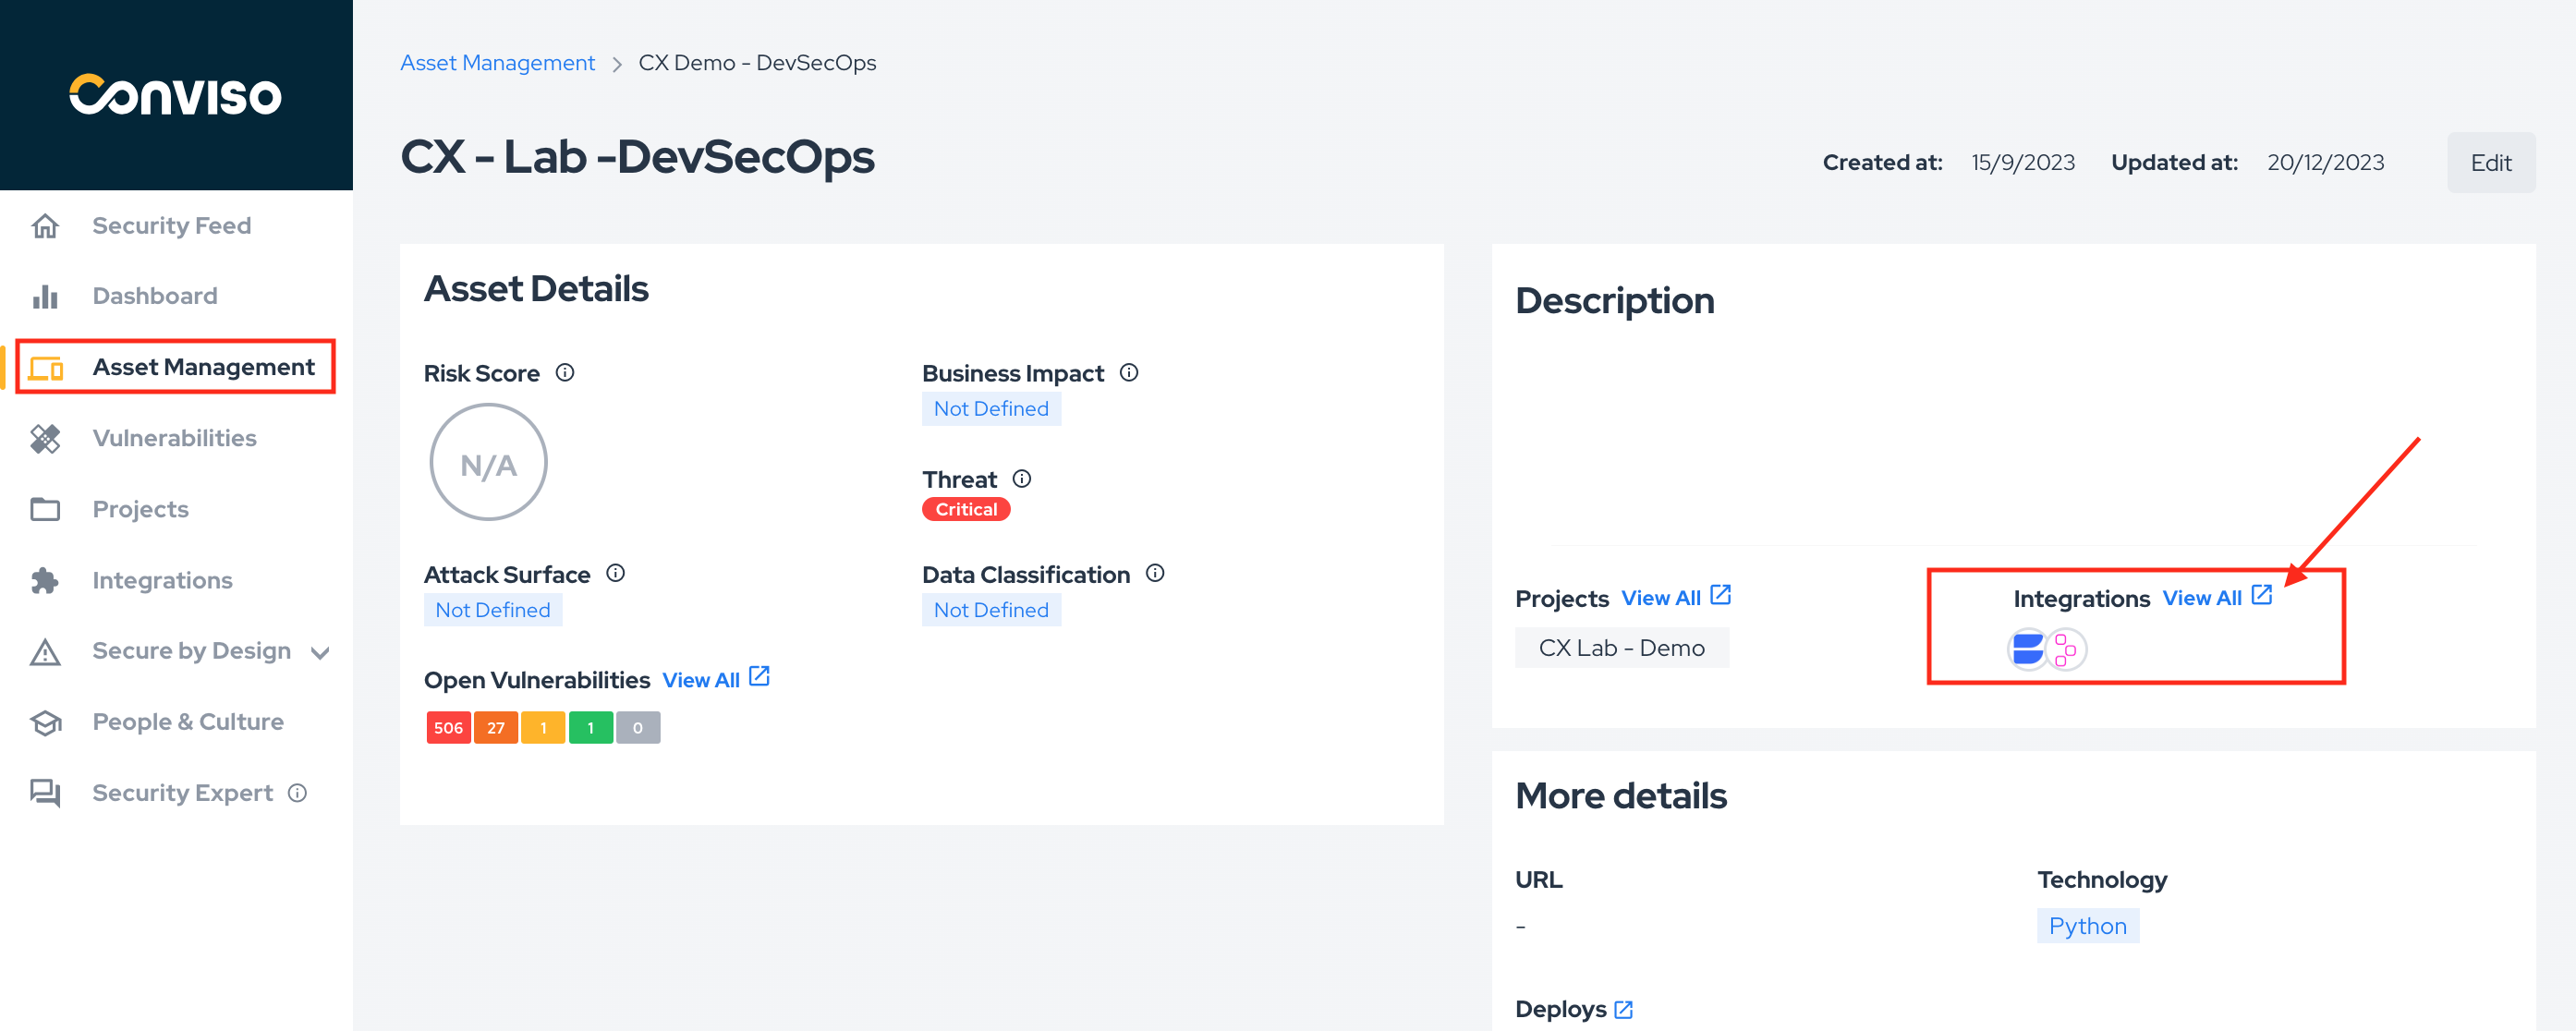 Conviso
Security Feed
Dashboard
Asset Management
Vulnerabilities
Projects
Integrations
Secure by Design
People & Culture
Security Expert
Asset Management > CX Demo - DevSecOps
CX - Lab -DevSecOps
Created at: 15/9/2023 Updated at: 20/12/2023 Edit
Asset Details
Risk Score
N/A
Business Impact
Not Defined
Threat
Critical
Attack Surface
Not Defined
Data Classification
Not Defined
Open Vulnerabilities View All
506 27 1 1 0
Description
Projects View All
CX Lab - Demo
Integrations View All
More details
URL
-
Technology
Python
Deploys